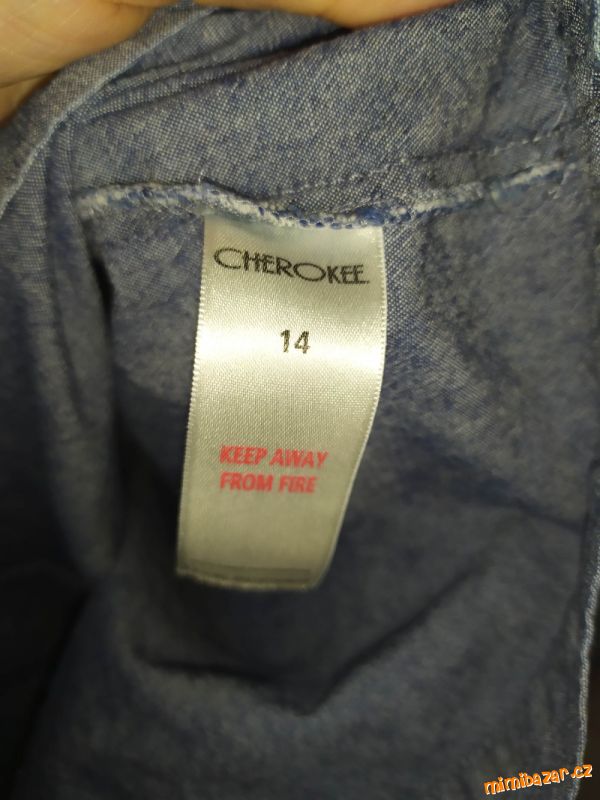 CHEROKEE
14
KEEP AWAY
FROM FIRE
mimibazar.cz